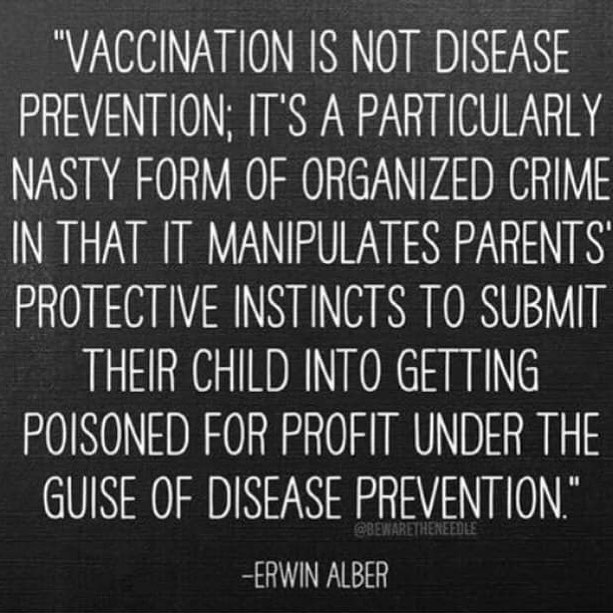 "VACCINATION IS NOT DISEASE
PREVENTION; IT'S A PARTICULARLY
NASTY FORM OF ORGANIZED CRIME
IN THAT IT MANIPULATES PARENTS'
PROTECTIVE INSTINCTS TO SUBMIT
THEIR CHILD INTO GETTING
POISONED FOR PROFIT UNDER THE
GUISE OF DISEASE PREVENTION."
@BEWARETHENEEDLE
-ERWIN ALBER